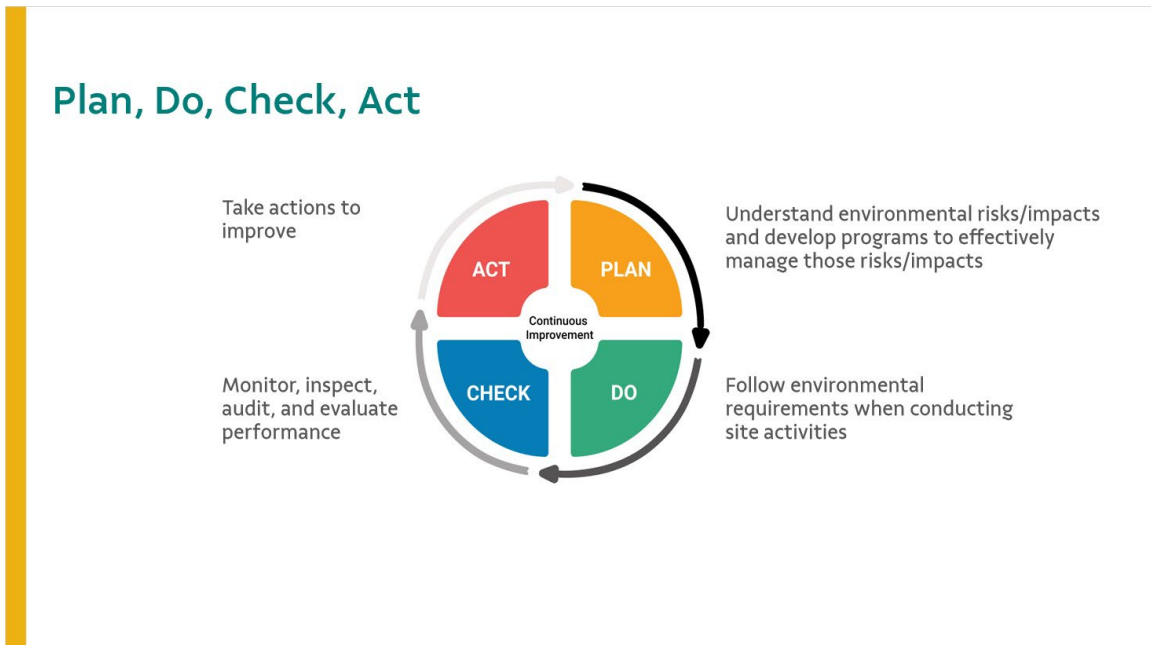 Plan, Do, Check, Act
Take actions to
improve
ACT
PLAN
Understand environmental risks/impacts
and develop programs to effectively
manage those risks/impacts
Continuous
Improvement
Monitor, inspect,
audit, and evaluate
performance
CHECK
DO
Follow environmental
requirements when conducting
site activities